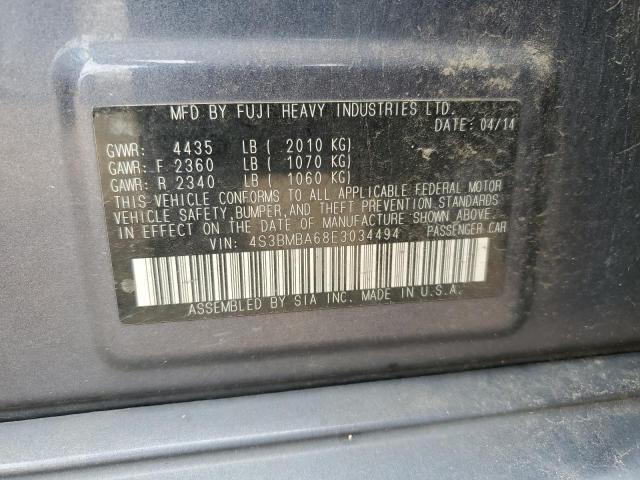 MFD BY FUJI HEAVY INDUSTRIES LTD.
DATE: 04/14
GVWR: 4435 LB ( 2010 KG)
GAWR: F 2360 LB ( 1070 KG)
GAWR: R 2340 LB ( 1060 KG)
THIS VEHICLE CONFORMS TO ALL APPLICABLE FEDERAL MOTOR
VEHICLE SAFETY, BUMPER, AND THEFT PREVENTION STANDARDS
IN EFFECT ON THE DATE OF MANUFACTURE SHOWN ABOVE.
VIN: 4S3BMBA68E3034494 PASSENGER CAR
ASSEMBLED BY SIA INC. MADE IN U.S.A.